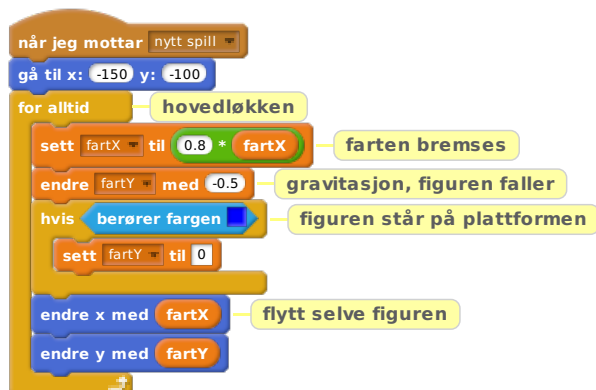 når jeg mottar nytt spill
gå til x: -150 y: -100
for alltid hovedløkken
sett fartX til 0.8 * fartX farten bremses
endre fartY med -0.5 gravitasjon, figuren faller
hvis berører fargen figuren står på plattformen
sett fartY til 0
endre x med fartX flytt selve figuren
endre y med fartY